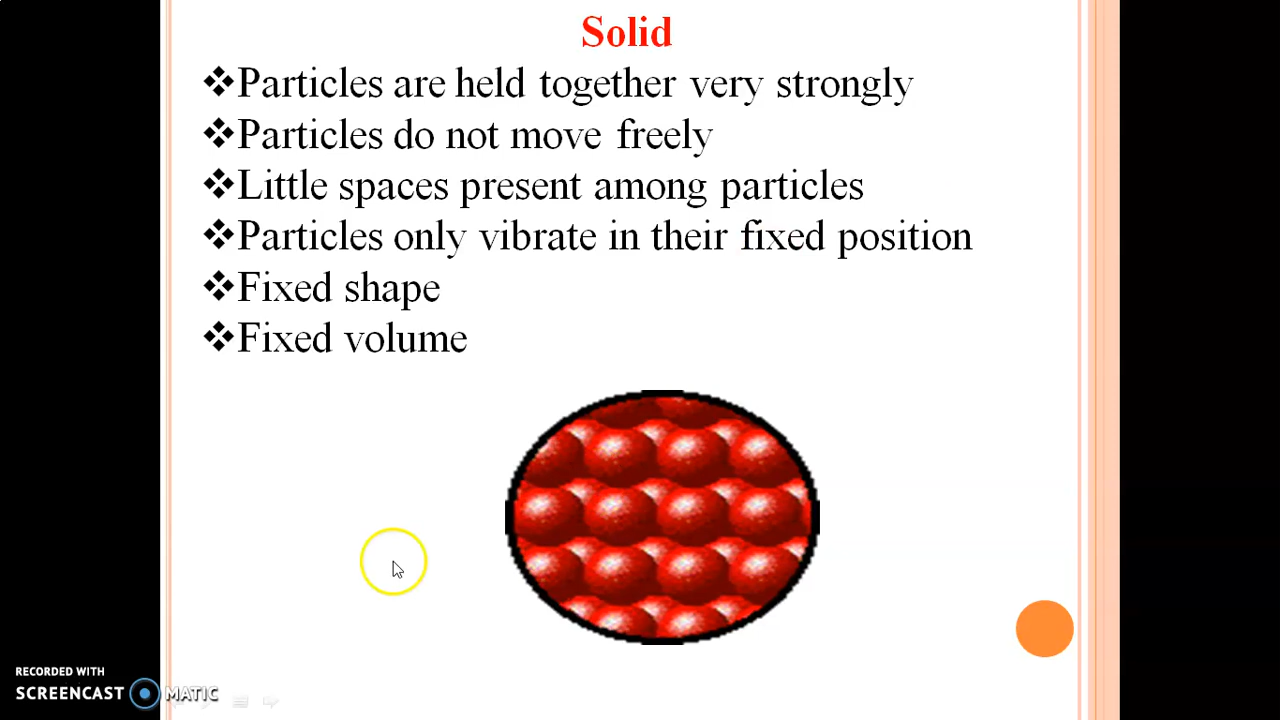 Solid
❖Particles are held together very strongly
❖Particles do not move freely
❖Little spaces present among particles
❖Particles only vibrate in their fixed position
❖Fixed shape
❖Fixed volume
RECORDED WITH
SCREENCAST MATIC